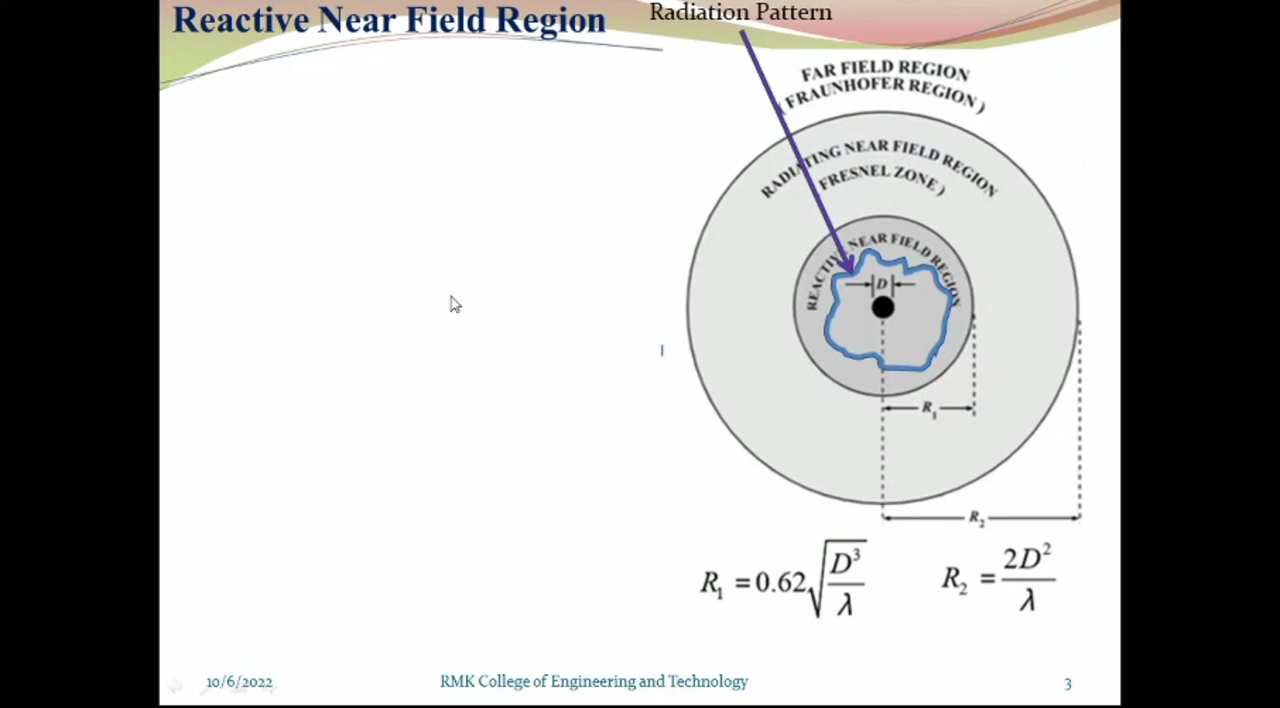 Reactive Near Field Region
Radiation Pattern
FAR FIELD REGION
( FRAUNHOFER REGION )
RADIATING NEAR FIELD REGION
( FRESNEL ZONE )
REACTIVE NEAR FIELD REGION
D
R₁
R₂
R₁ = 0.62√(D³/λ)
R₂ = 2D²/λ
10/6/2022
RMK College of Engineering and Technology
3